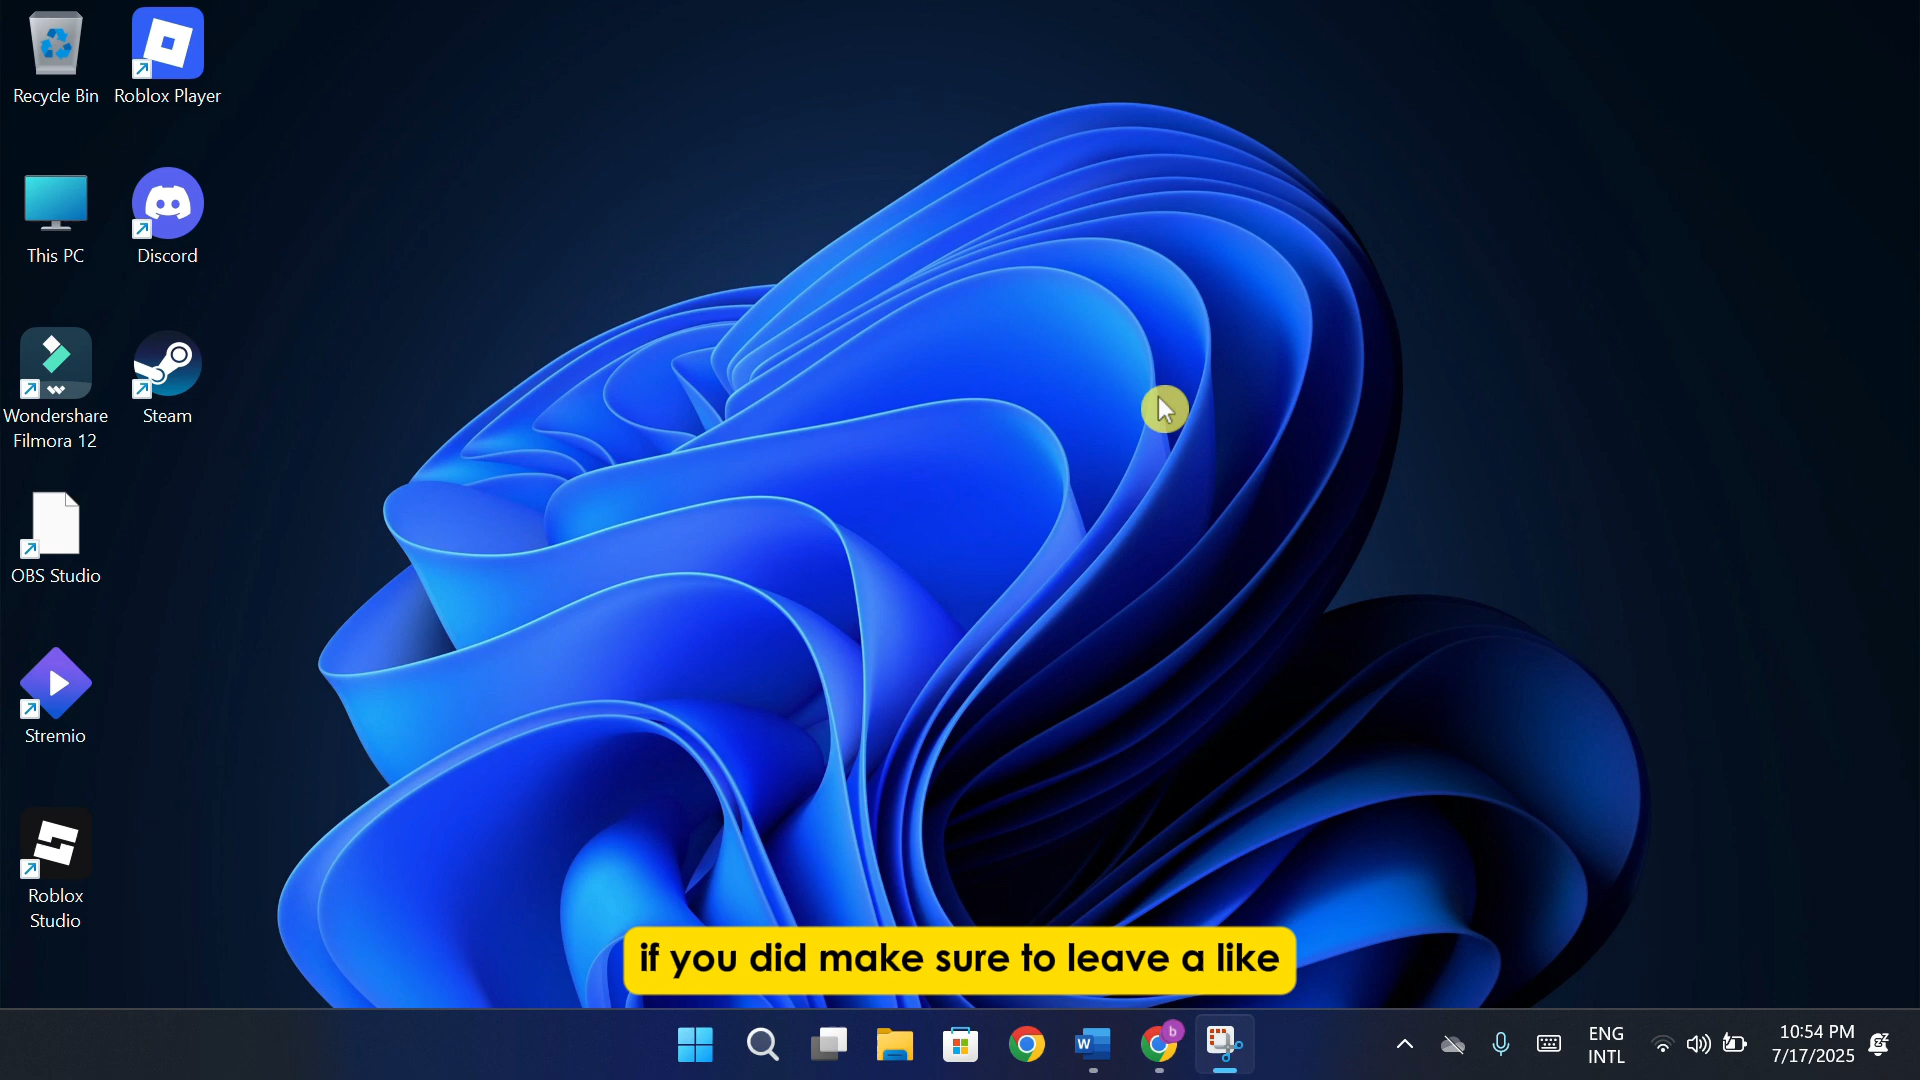 Recycle Bin
Roblox Player
This PC
Discord
Wondershare
Filmora 12
Steam
OBS Studio
Stremio
Roblox
Studio
if you did make sure to leave a like
W
b
ENG
INTL
10:54 PM
7/17/2025